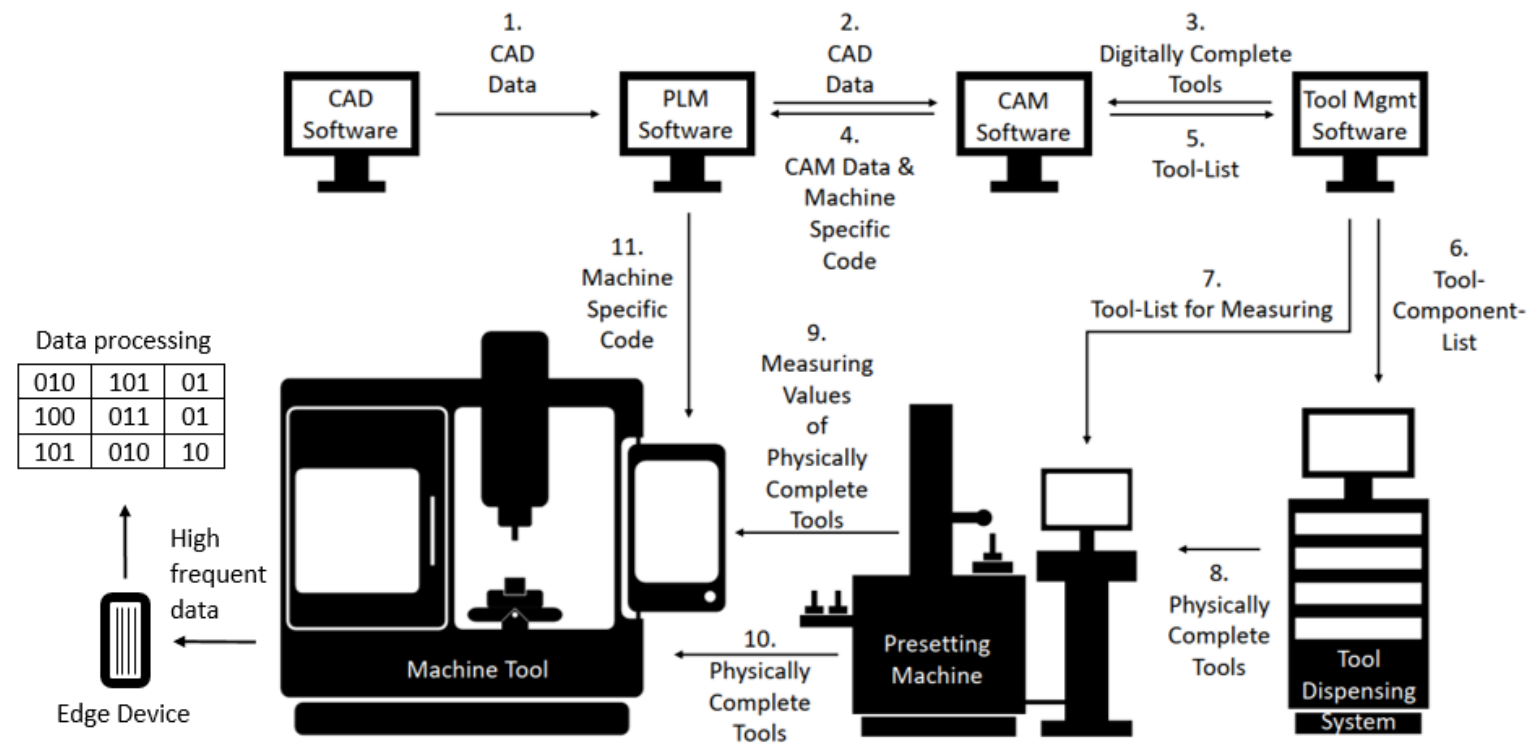 1.
CAD
Data
2.
CAD
Data
3.
Digitally Complete
Tools
CAD
Software
PLM
Software
CAM
Software
Tool Mgmt
Software
4.
CAM Data &
Machine
Specific
Code
5.
Tool-List
11.
Machine
Specific
Code
6.
Tool-
Component-
List
7.
Tool-List for Measuring
9.
Measuring
Values
of
Physically
Complete
Tools
Data processing
010 101 01
100 011 01
101 010 10
High
frequent
data
Edge Device
Machine Tool
10.
Physically
Complete
Tools
Presetting
Machine
8.
Physically
Complete
Tools
Tool
Dispensing
System